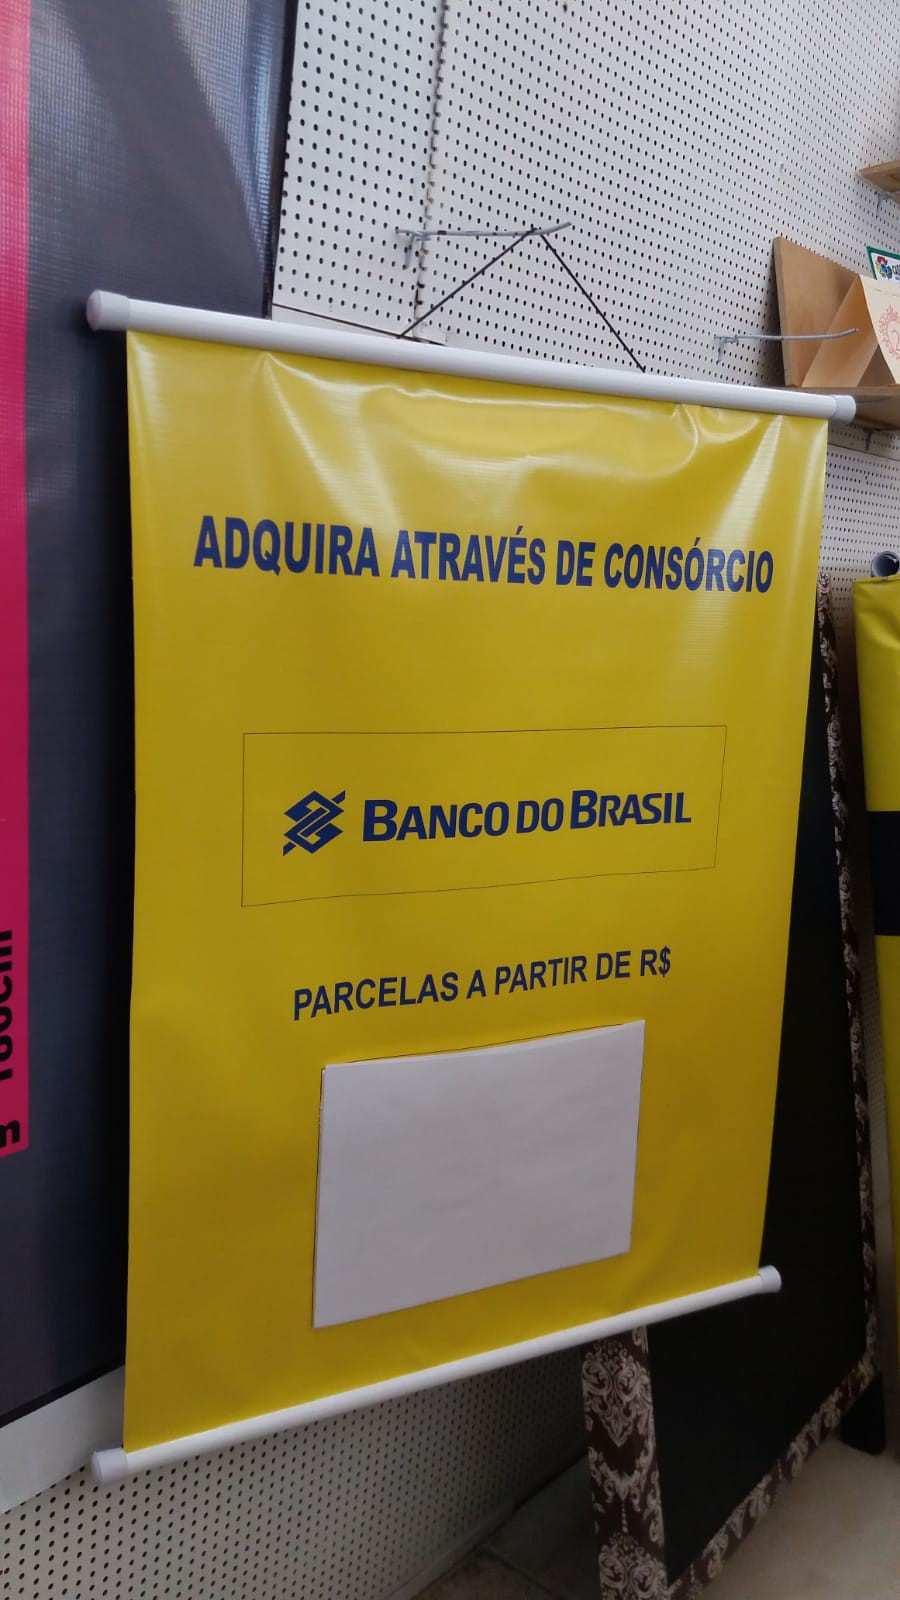 ADQUIRA ATRAVÉS DE CONSÓRCIO
BANCO DO BRASIL
PARCELAS A PARTIR DE R$